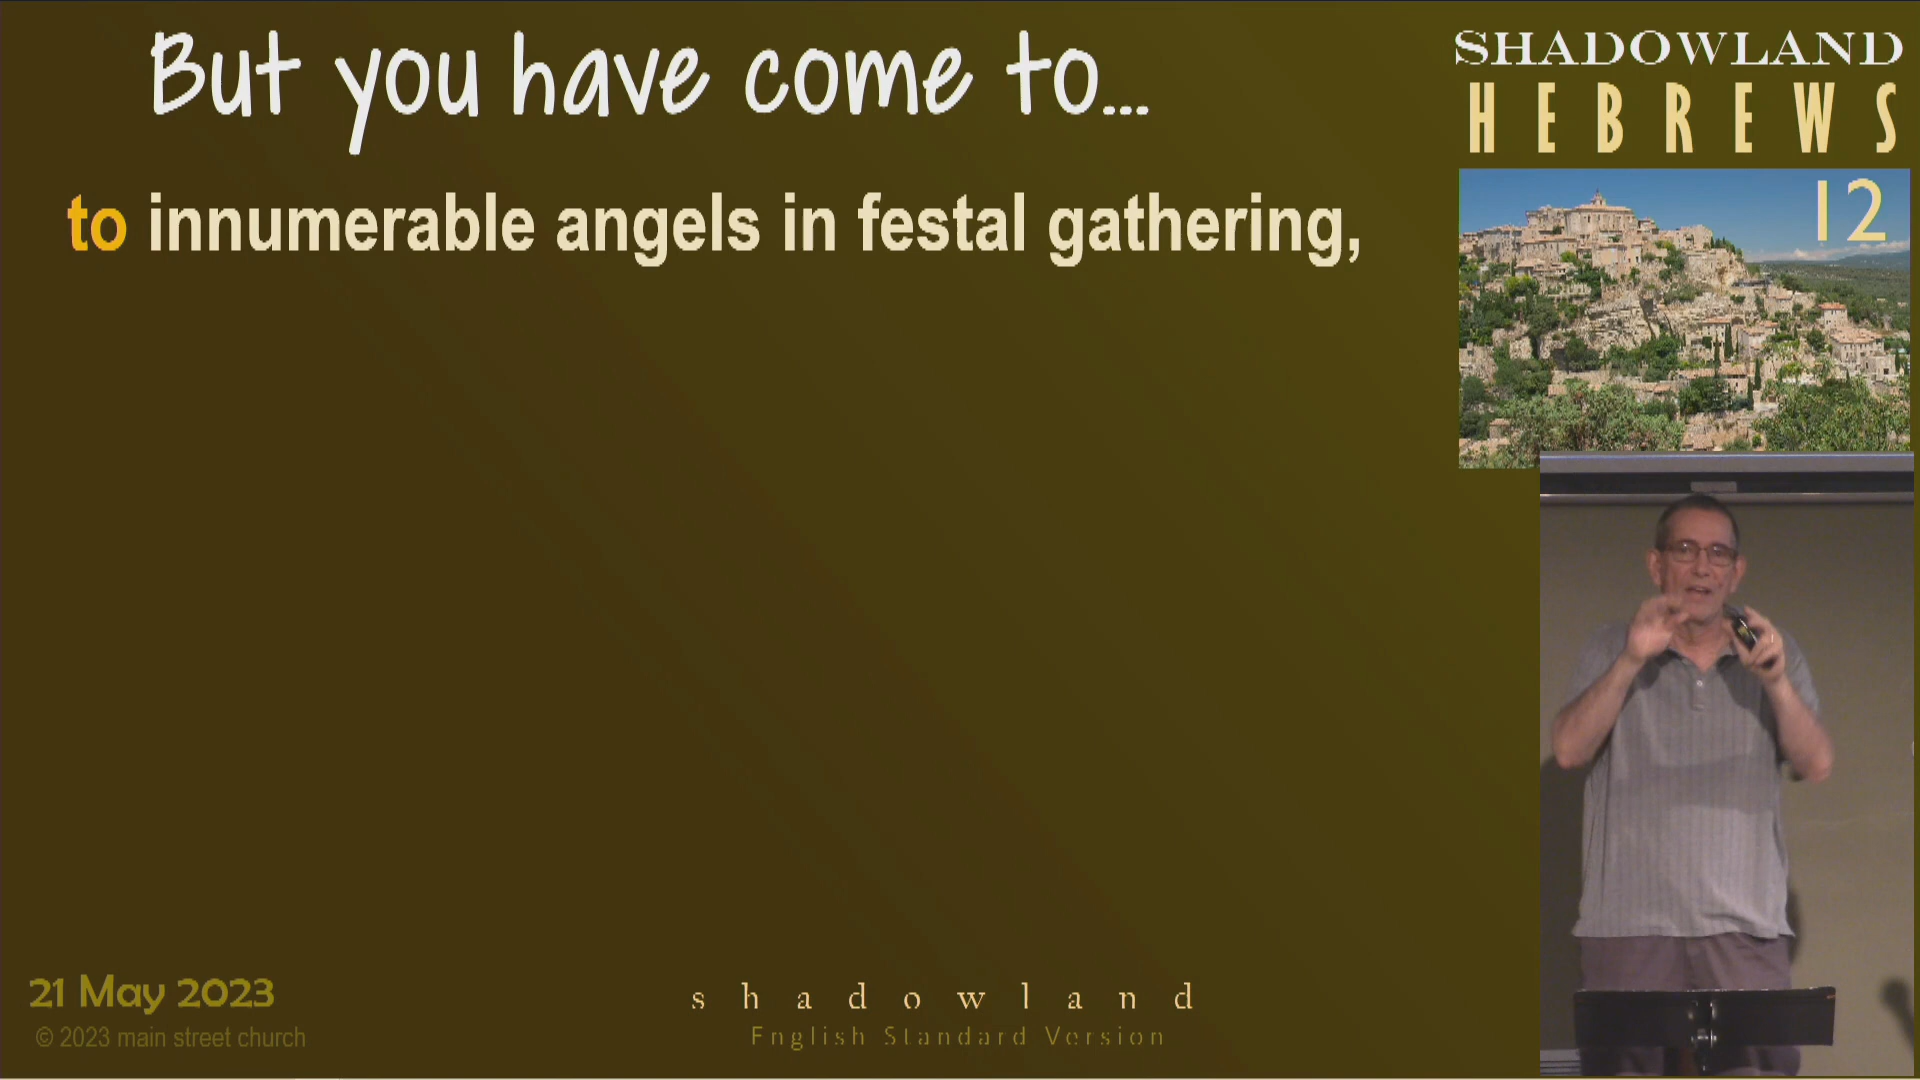 But you have come to...
to innumerable angels in festal gathering,
SHADOWLAND
HEBREWS
12
21 May 2023
© 2023 main street church
shadowland
English Standard Version